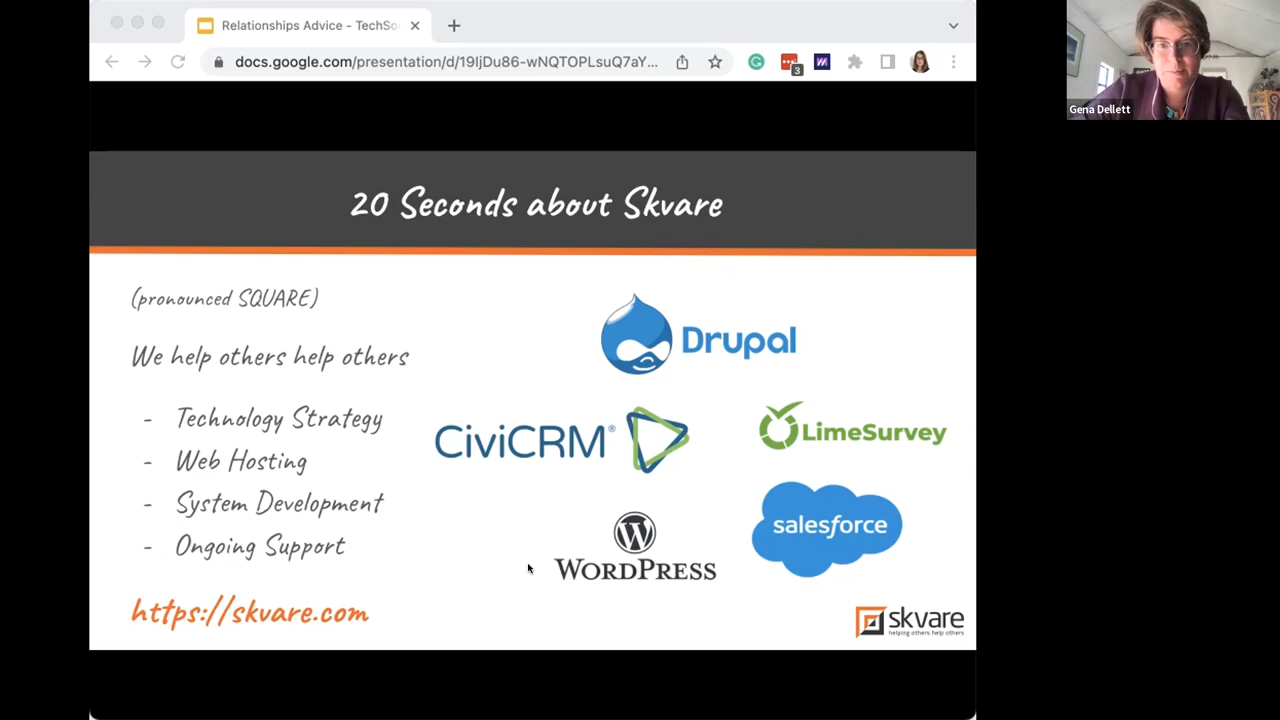 Relationships Advice - TechSo
docs.google.com/presentation/d/19IjDu86-wNQTOPLsuQ7aY...
3
Gena Dellett
20 Seconds about Skvare
(pronounced SQUARE)
We help others help others
- Technology Strategy
- Web Hosting
- System Development
- Ongoing Support
https://skvare.com
Drupal
CiviCRM®
LimeSurvey
WORDPRESS
salesforce
skvare
helping others help others